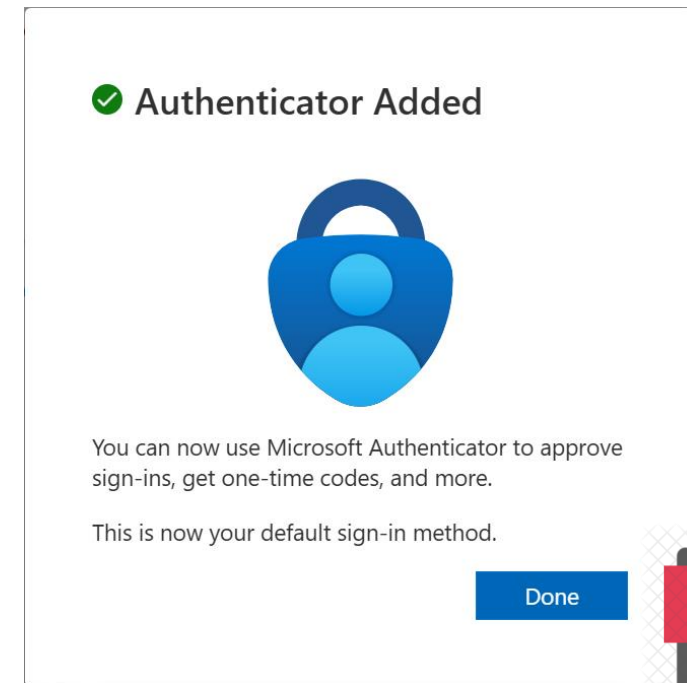 Authenticator Added
You can now use Microsoft Authenticator to approve
sign-ins, get one-time codes, and more.
This is now your default sign-in method.
Done